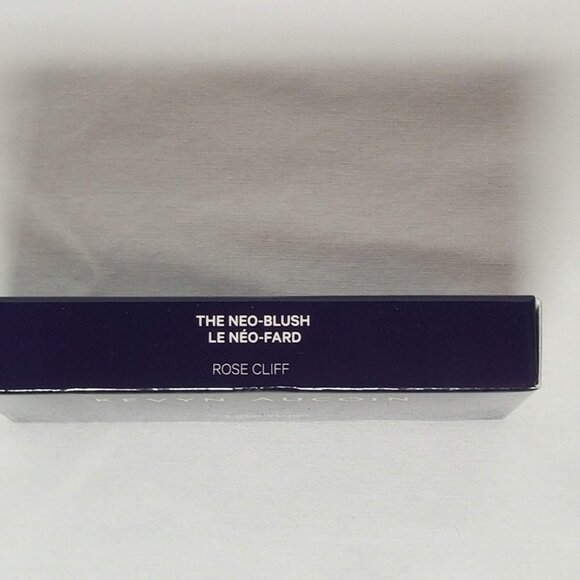 THE NEO-BLUSH
LE NÉO-FARD
ROSE CLIFF
KEVYN AUCOIN